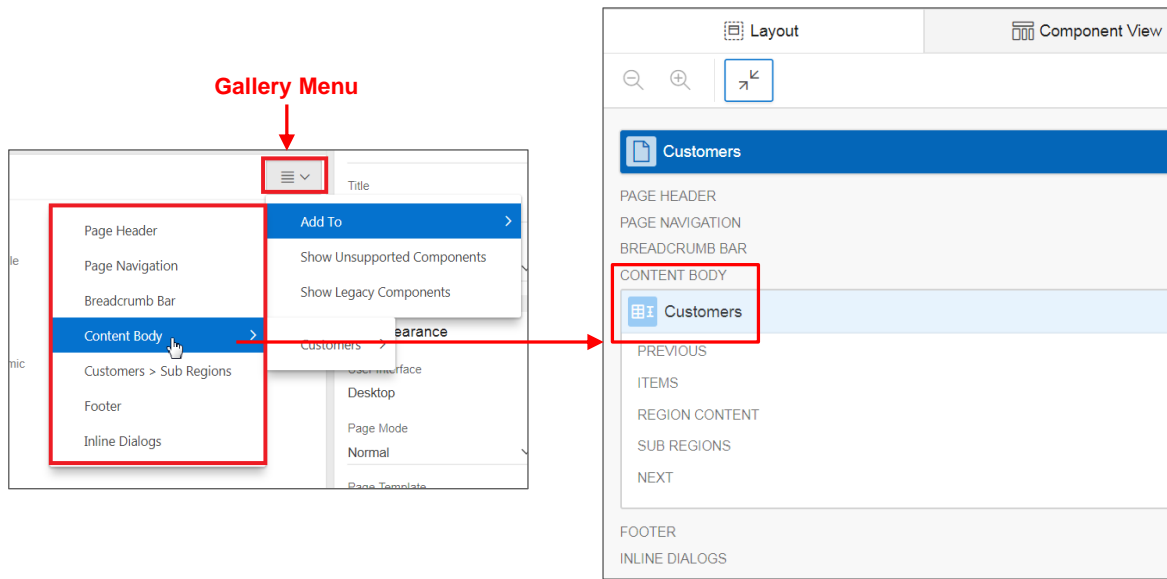 Gallery Menu
Title
Page Header
Page Navigation
Breadcrumb Bar
Content Body
Customers > Sub Regions
Footer
Inline Dialogs
le
mic
Add To
Show Unsupported Components
Show Legacy Components
Customers
earance
User Interface
Desktop
Page Mode
Normal
Page Template
Layout
Component View
Customers
PAGE HEADER
PAGE NAVIGATION
BREADCRUMB BAR
CONTENT BODY
Customers
PREVIOUS
ITEMS
REGION CONTENT
SUB REGIONS
NEXT
FOOTER
INLINE DIALOGS